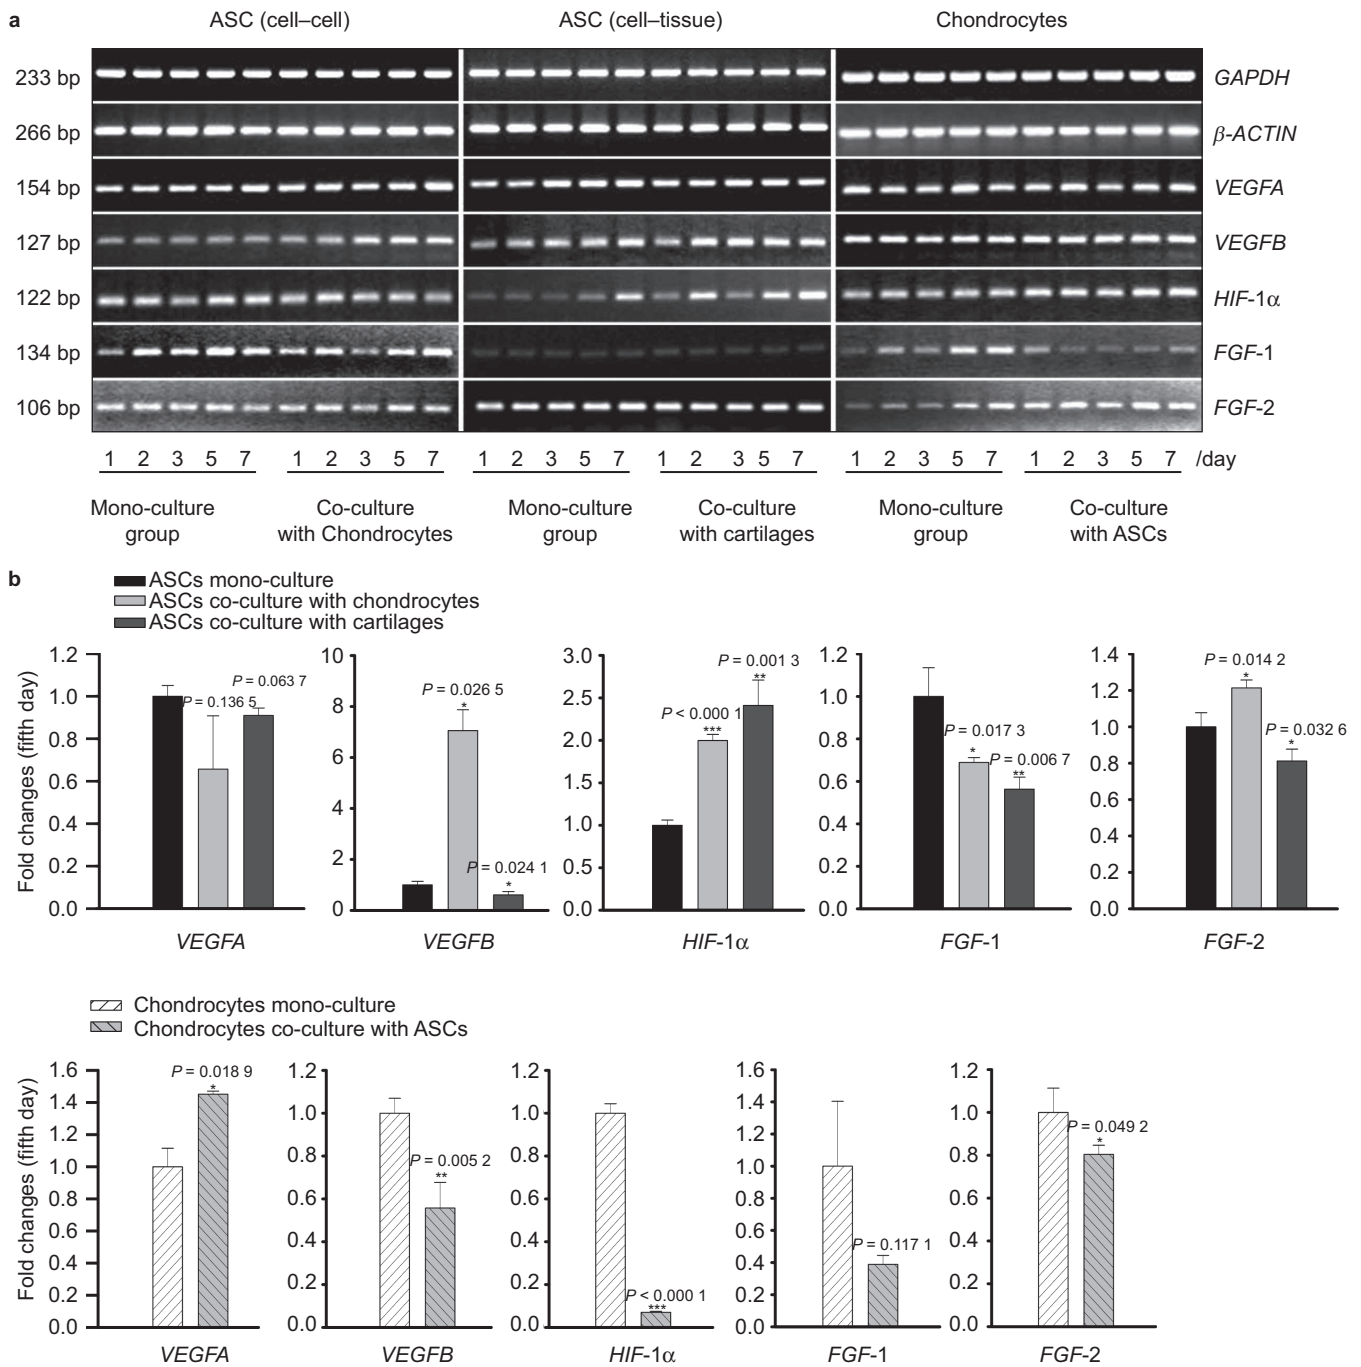 a
ASC (cell–cell) ASC (cell–tissue) Chondrocytes
233 bp GAPDH
266 bp β-ACTIN
154 bp VEGFA
127 bp VEGFB
122 bp HIF-1α
134 bp FGF-1
106 bp FGF-2
1 2 3 5 7 1 2 3 5 7 1 2 3 5 7 1 2 3 5 7 1 2 3 5 7 1 2 3 5 7 /day
Mono-culture group
Co-culture with Chondrocytes
Mono-culture group
Co-culture with cartilages
Mono-culture group
Co-culture with ASCs
b
ASCs mono-culture
ASCs co-culture with chondrocytes
ASCs co-culture with cartilages
Fold changes (fifth day)
1.2
1.0
0.8
0.6
0.4
0.2
0.0
P = 0.136 5
P = 0.063 7
VEGFA
10
8
6
4
2
0
P = 0.026 5
*
P = 0.024 1
*
VEGFB
3.0
2.5
2.0
1.5
1.0
0.5
0.0
P < 0.000 1
***
P = 0.001 3
**
HIF-1α
1.2
1.0
0.8
0.6
0.4
0.2
0.0
P = 0.017 3
*
P = 0.006 7
**
FGF-1
1.4
1.2
1.0
0.8
0.6
0.4
0.2
0.0
P = 0.014 2
*
P = 0.032 6
*
FGF-2
Chondrocytes mono-culture
Chondrocytes co-culture with ASCs
Fold changes (fifth day)
1.6
1.4
1.2
1.0
0.8
0.6
0.4
0.2
0.0
P = 0.018 9
*
VEGFA
1.2
1.0
0.8
0.6
0.4
0.2
0.0
P = 0.005 2
**
VEGFB
1.2
1.0
0.8
0.6
0.4
0.2
0.0
P < 0.000 1
***
HIF-1α
1.6
1.4
1.2
1.0
0.8
0.6
0.4
0.2
0.0
P = 0.117 1
FGF-1
1.2
1.0
0.8
0.6
0.4
0.2
0.0
P = 0.049 2
*
FGF-2